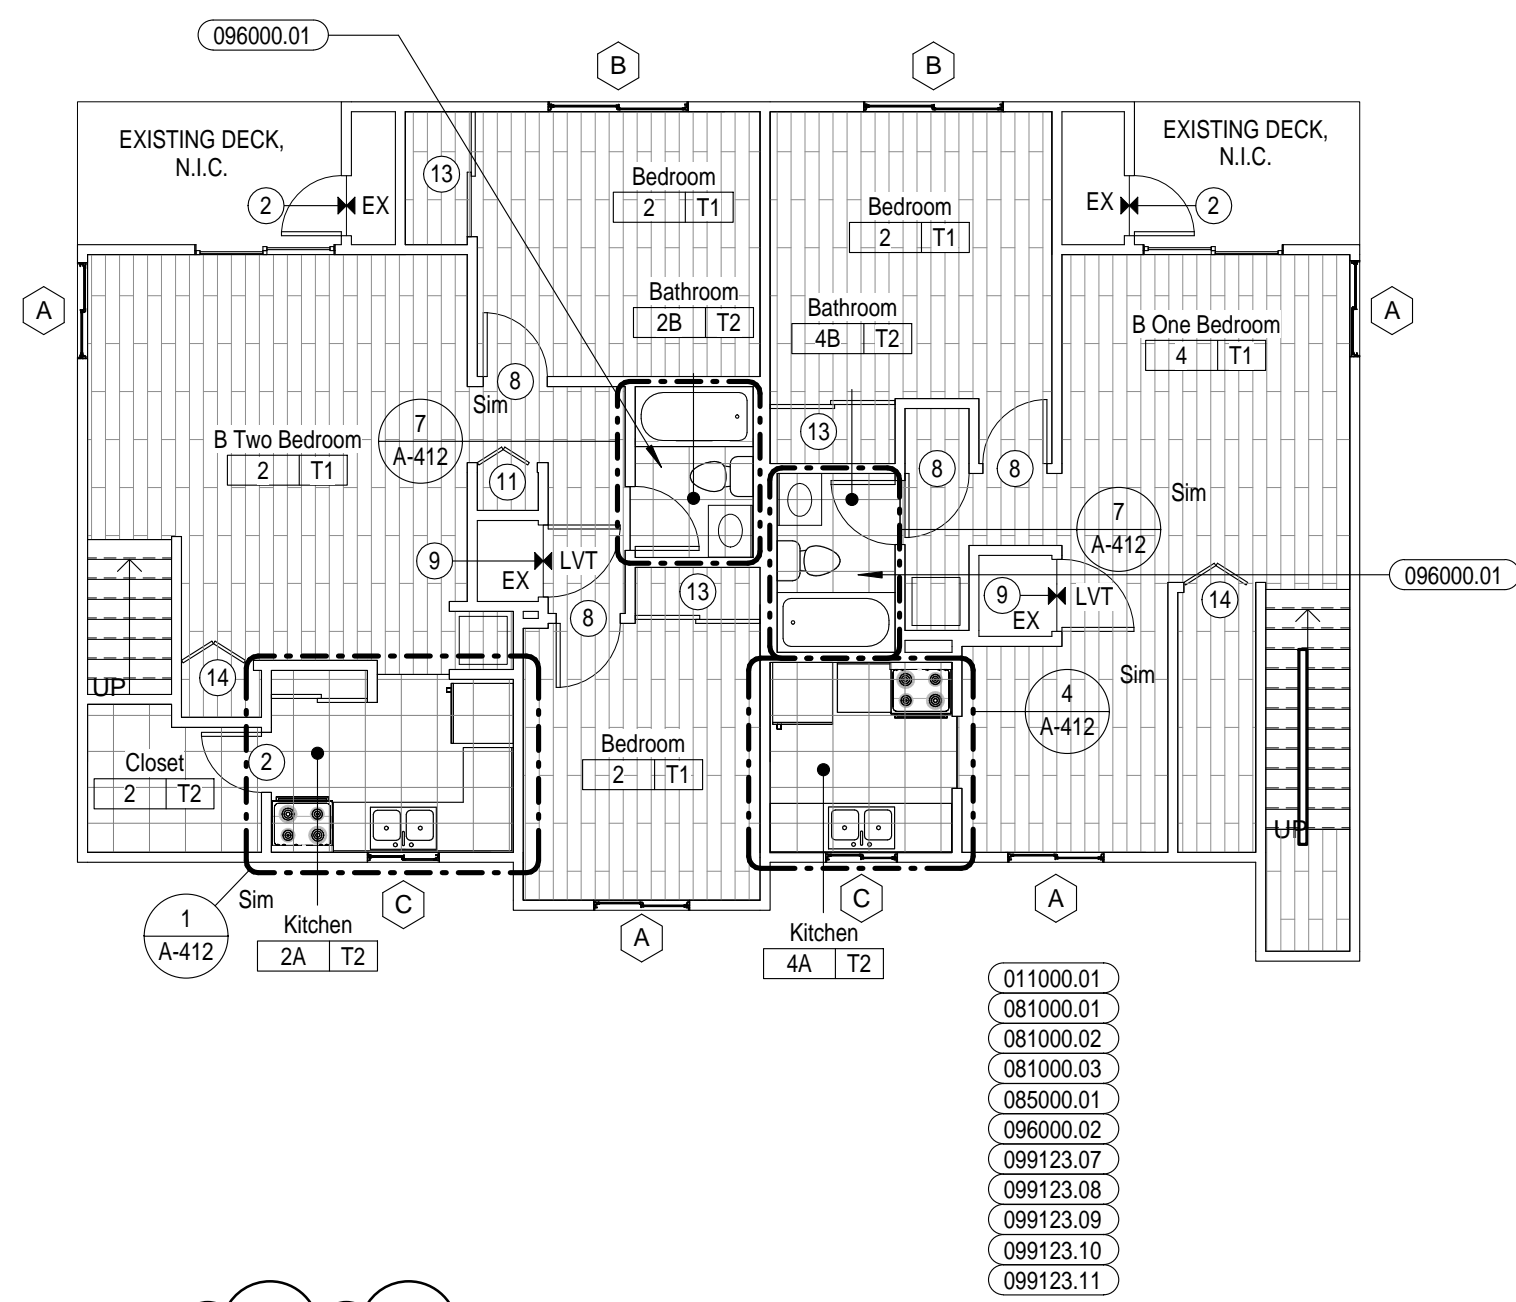 096000.01
B
B
EXISTING DECK,
N.I.C.
EXISTING DECK,
N.I.C.
13
Bedroom
2 T1
2
EX
Bedroom
2 T1
EX
2
A
Bathroom
2B T2
Bathroom
4B T2
B One Bedroom
4 T1
A
8
Sim
7
A-412
B Two Bedroom
2 T1
13
8
8
11
Sim
7
A-412
9
EX
LVT
096000.01
13
9
EX
LVT
14
8
UP
14
Sim
4
A-412
Closet
2 T2
2
Bedroom
2 T1
UP
1
A-412
Sim
C
Kitchen
2A T2
A
C
A
Kitchen
4A T2
011000.01
081000.01
081000.02
081000.03
085000.01
096000.02
099123.07
099123.08
099123.09
099123.10
099123.11